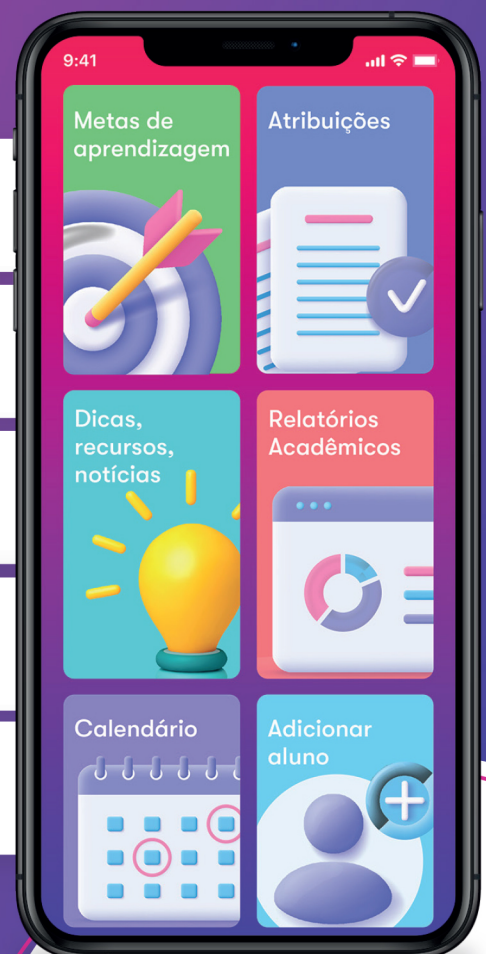 9:41
Metas de
aprendizagem
Atribuições
Dicas,
recursos,
notícias
Relatórios
Acadêmicos
Calendário
Adicionar
aluno